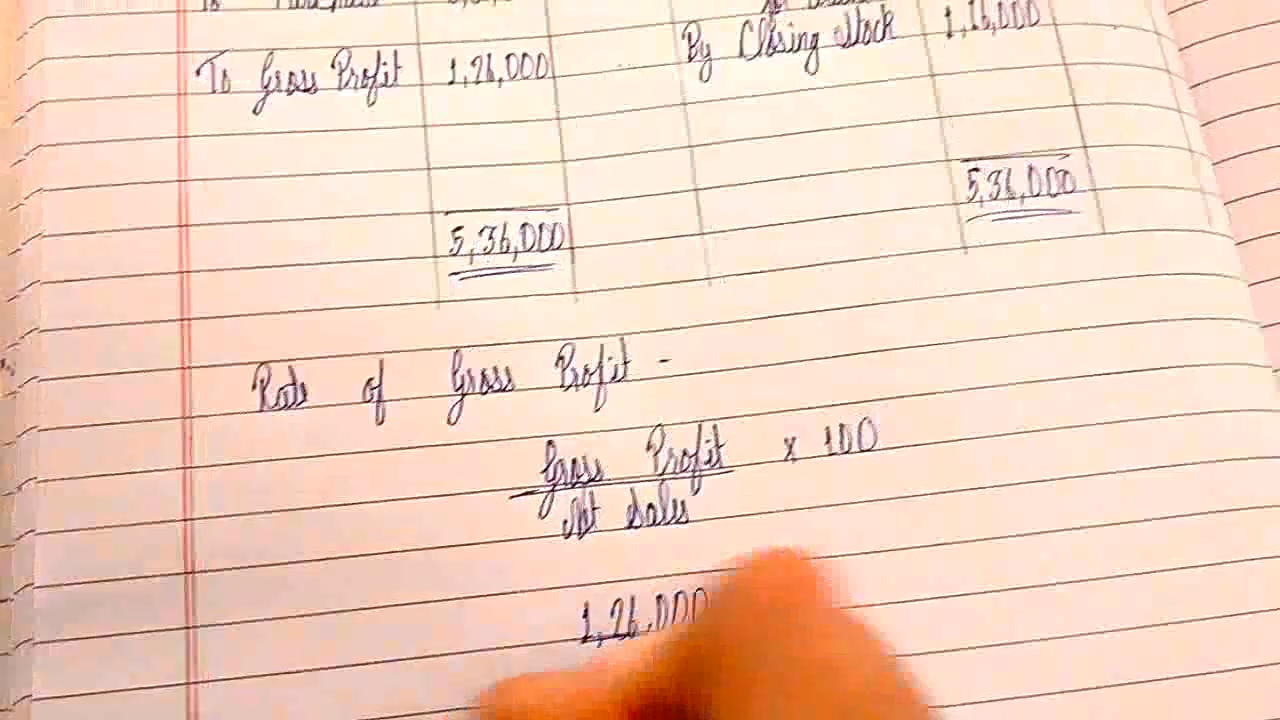 To
To Gross Profit 1,26,000
By Closing stock 1,16,000
5,36,000
5,36,000
Rate of Gross Profit -
Gross Profit x 100
Net Sales
1,26,000